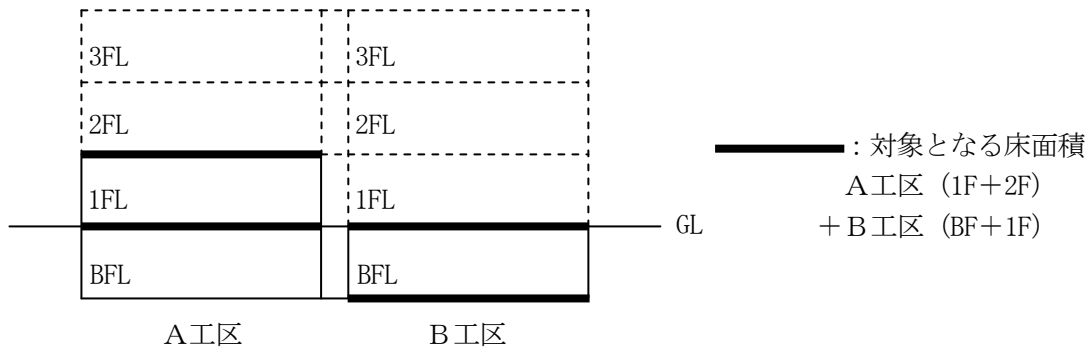 3FL 3FL
2FL 2FL
━━━：対象となる床面積
Ａ工区（1F＋2F）
1FL 1FL
GL
＋Ｂ工区（BF＋1F）
BFL BFL
Ａ工区 Ｂ工区